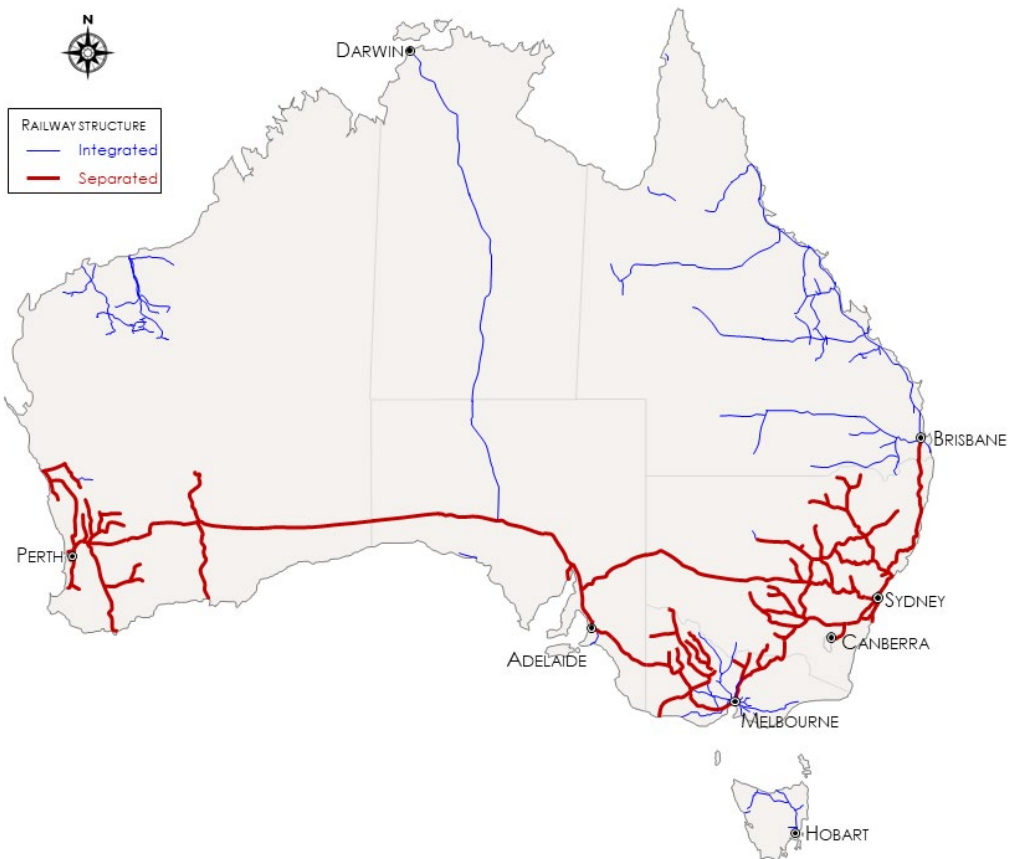 N
DARWIN
RAILWAY STRUCTURE
Integrated
Separated
BRISBANE
PERTH
SYDNEY
CANBERRA
ADELAIDE
MELBOURNE
HOBART